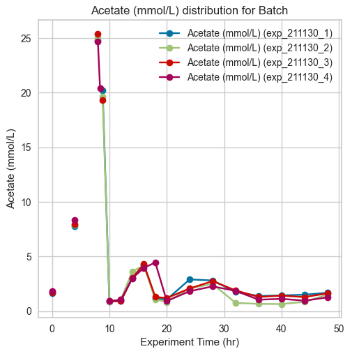 Acetate (mmol/L) distribution for Batch
Acetate (mmol/L) (exp_211130_1)
Acetate (mmol/L) (exp_211130_2)
Acetate (mmol/L) (exp_211130_3)
Acetate (mmol/L) (exp_211130_4)
Acetate (mmol/L)
25
20
15
10
5
0
0 10 20 30 40 50
Experiment Time (hr)